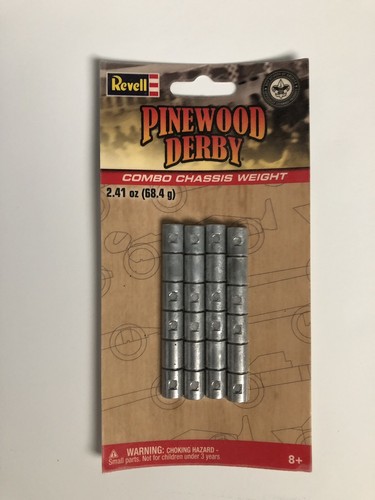 Revell
PINEWOOD
DERBY
COMBO CHASSIS WEIGHT
2.41 oz (68.4 g)
WARNING: CHOKING HAZARD -
Small parts. Not for children under 3 years
8+